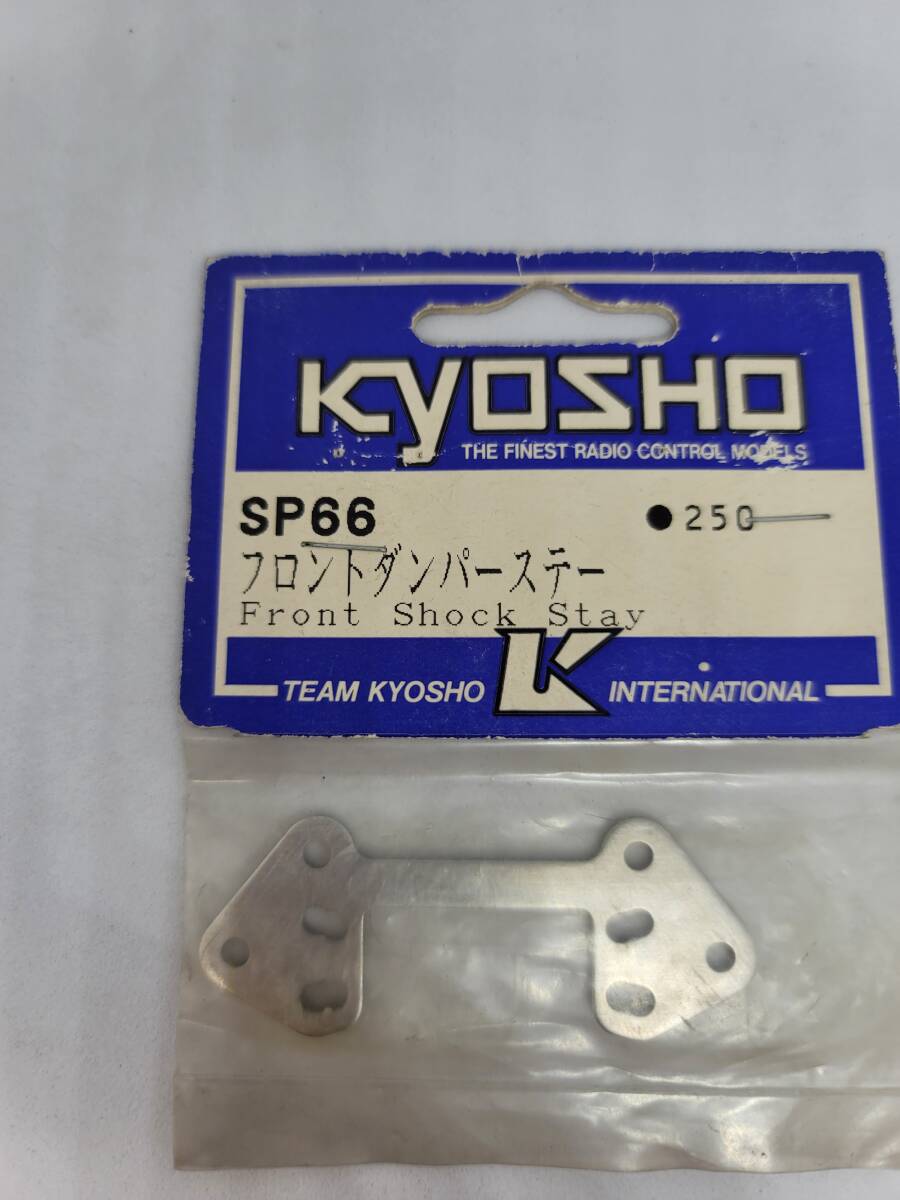 KYOSHO
THE FINEST RADIO CONTROL MODELS
SP66 ●250
フロントダンパーステー
Front Shock Stay
TEAM KYOSHO K INTERNATIONAL